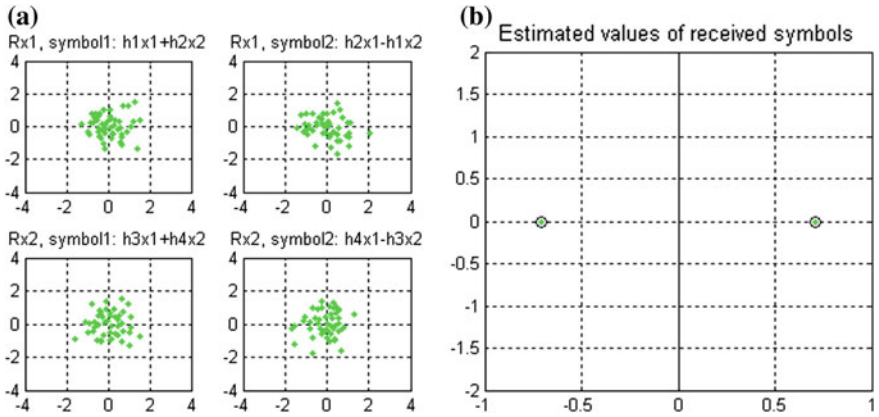 (a)
Rx1, symbol1: h1x1+h2x2
4
2
0
-2
-4
-4 -2 0 2 4
Rx1, symbol2: h2x1-h1x2
4
2
0
-2
-4
-4 -2 0 2 4
Rx2, symbol1: h3x1+h4x2
4
2
0
-2
-4
-4 -2 0 2 4
Rx2, symbol2: h4x1-h3x2
4
2
0
-2
-4
-4 -2 0 2 4
(b)
Estimated values of received symbols
2
1.5
1
0.5
0
-0.5
-1
-1.5
-2
-1 -0.5 0 0.5 1